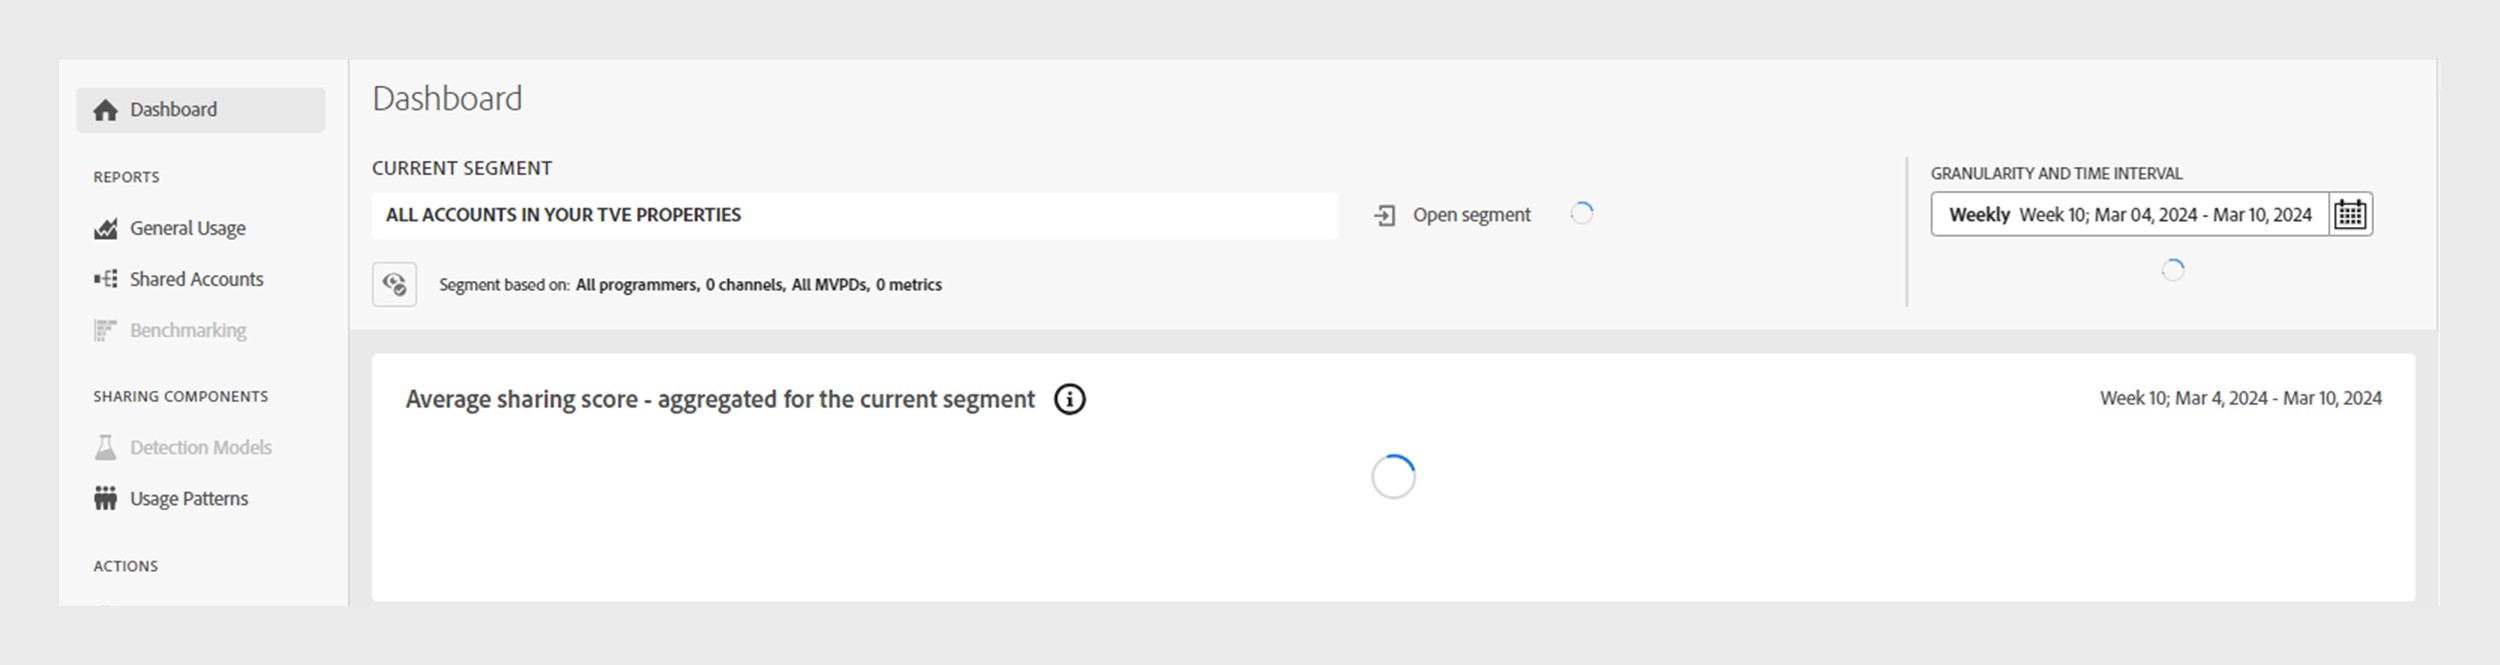 Dashboard
REPORTS
General Usage
Shared Accounts
Benchmarking
SHARING COMPONENTS
Detection Models
Usage Patterns
ACTIONS
Dashboard
CURRENT SEGMENT
ALL ACCOUNTS IN YOUR TVE PROPERTIES
Open segment
Segment based on: All programmers, 0 channels, All MVPDs, 0 metrics
GRANULARITY AND TIME INTERVAL
Weekly Week 10; Mar 04, 2024 - Mar 10, 2024
Average sharing score - aggregated for the current segment
Week 10; Mar 4, 2024 - Mar 10, 2024